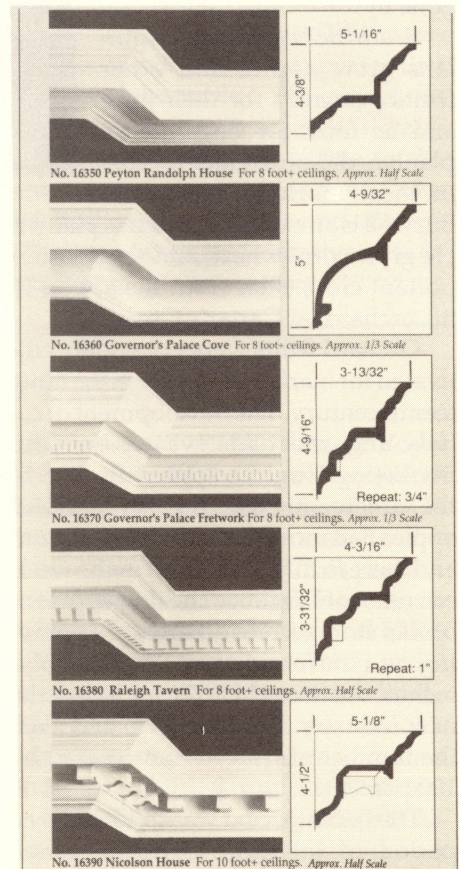 5-1/16"
4-3/8"
No. 16350 Peyton Randolph House For 8 foot+ ceilings. Approx. Half Scale
4-9/32"
5"
No. 16360 Governor's Palace Cove For 8 foot+ ceilings. Approx. 1/3 Scale
3-13/32"
4-9/16"
Repeat: 3/4"
No. 16370 Governor's Palace Fretwork For 8 foot+ ceilings. Approx. 1/3 Scale
4-3/16"
3-31/32"
Repeat: 1"
No. 16380 Raleigh Tavern For 8 foot+ ceilings. Approx. Half Scale
5-1/8"
4-1/2"
No. 16390 Nicolson House For 10 foot+ ceilings. Approx. Half Scale